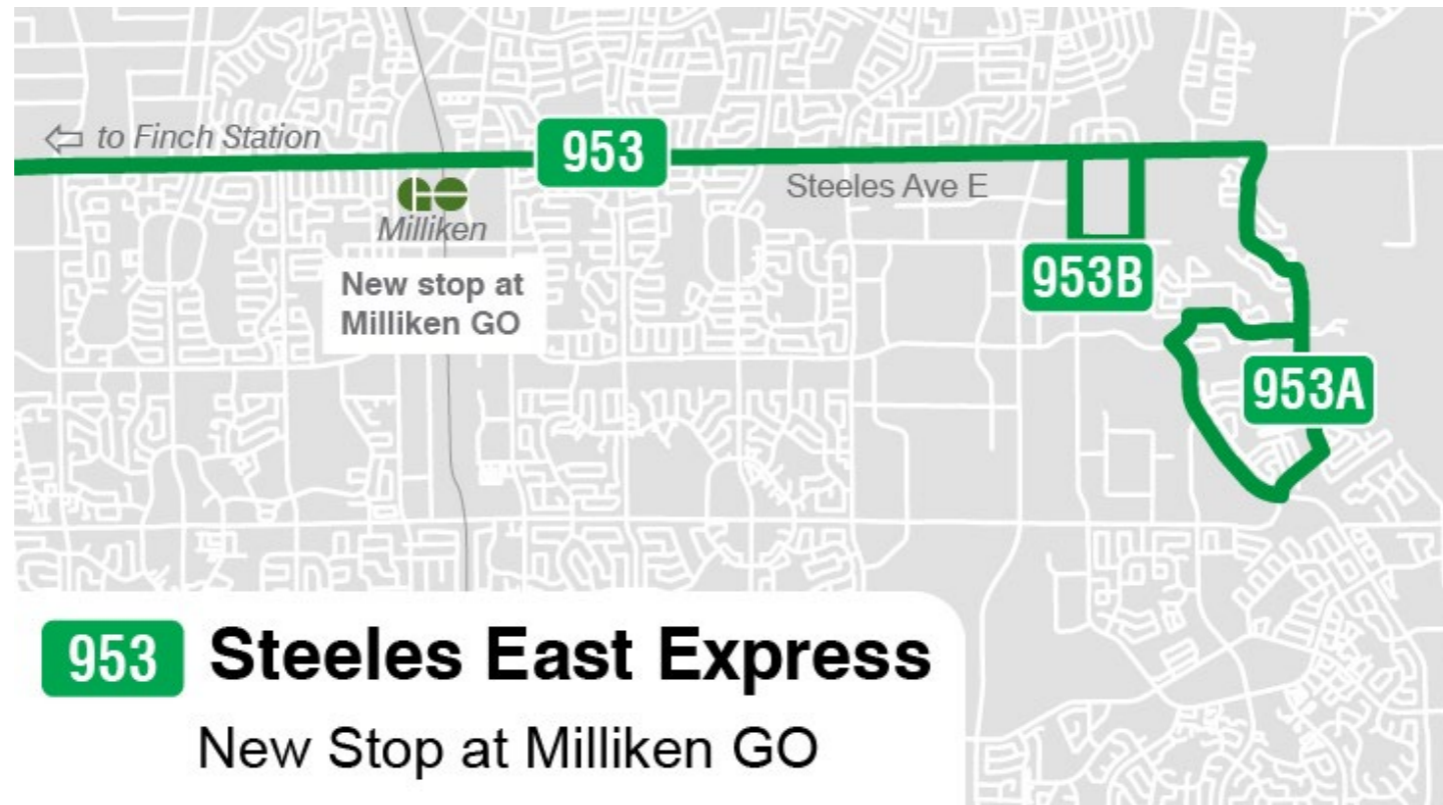 to Finch Station
953
GO
Milliken
Steeles Ave E
New stop at
Milliken GO
953B
953A
953 Steeles East Express
New Stop at Milliken GO